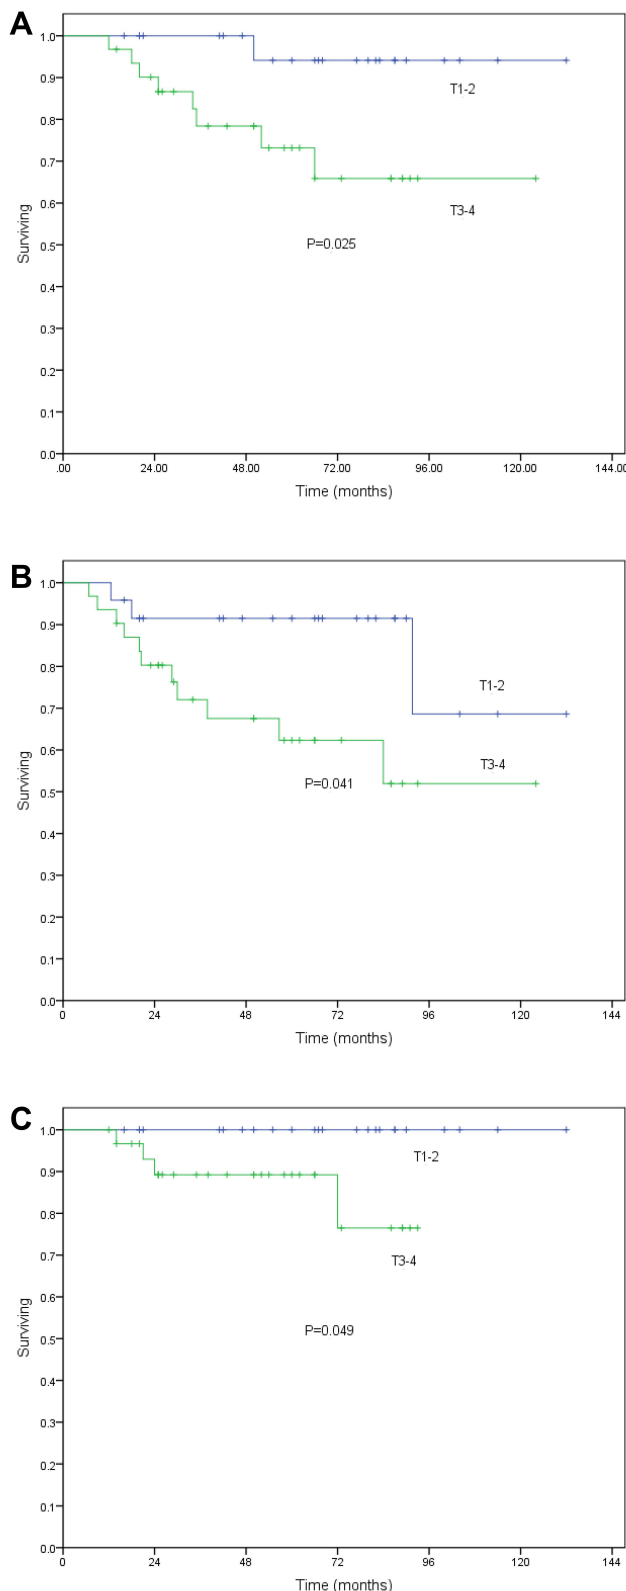 A
1.0
0.9
0.8
0.7
0.6
0.5
0.4
0.3
0.2
0.1
0.0
Surviving
T1-2
T3-4
P=0.025
.00 24.00 48.00 72.00 96.00 120.00 144.00
Time (months)
B
1.0
0.9
0.8
0.7
0.6
0.5
0.4
0.3
0.2
0.1
0.0
Surviving
T1-2
T3-4
P=0.041
0 24 48 72 96 120 144
Time (months)
C
1.0
0.9
0.8
0.7
0.6
0.5
0.4
0.3
0.2
0.1
0.0
Surviving
T1-2
T3-4
P=0.049
0 24 48 72 96 120 144
Time (months)